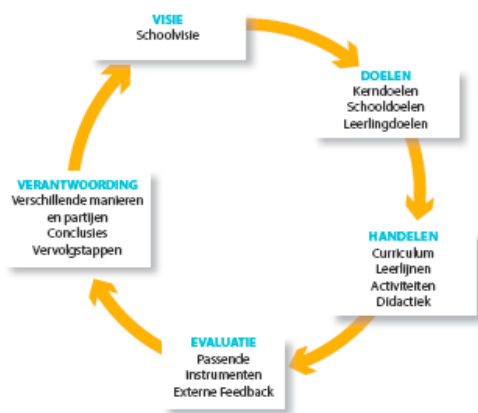 VISIE
Schoolvisie
DOELEN
Kerndoelen
Schooldoelen
Leerlingdoelen
HANDELEN
Curriculum
Leerlijnen
Activiteiten
Didactiek
EVALUATIE
Passende
Instrumenten
Externe Feedback
VERANTWOORDING
Verschillende manieren
en partijen
Conclusies
Vervolgstappen